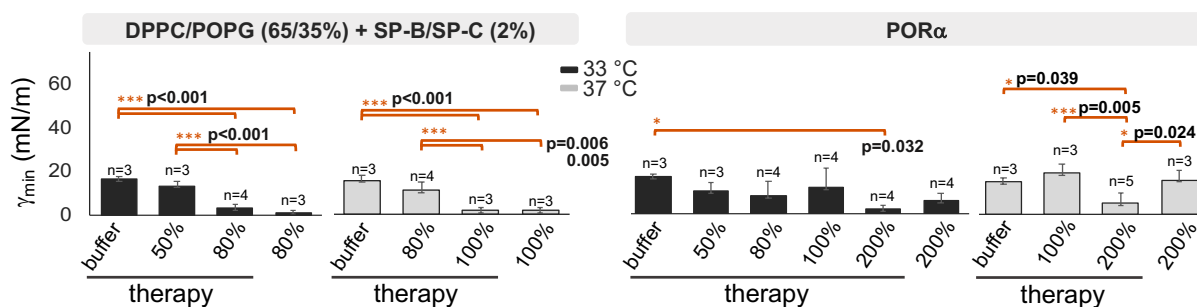 DPPC/POPG (65/35%) + SP-B/SP-C (2%)
PORα
γmin (mN/m)
60
40
20
0
33 °C
37 °C
*** p<0.001
*** p<0.001
n=3
n=3
n=4
n=3
buffer
50%
80%
80%
therapy
*** p<0.001
***
p=0.006
0.005
n=3
n=4
n=3
n=3
buffer
80%
100%
100%
therapy
*
p=0.032
n=3
n=3
n=4
n=4
n=4
n=4
buffer
50%
80%
100%
200%
200%
therapy
* p=0.039
*** p=0.005
* p=0.024
n=3
n=3
n=5
n=3
buffer
100%
200%
200%
therapy